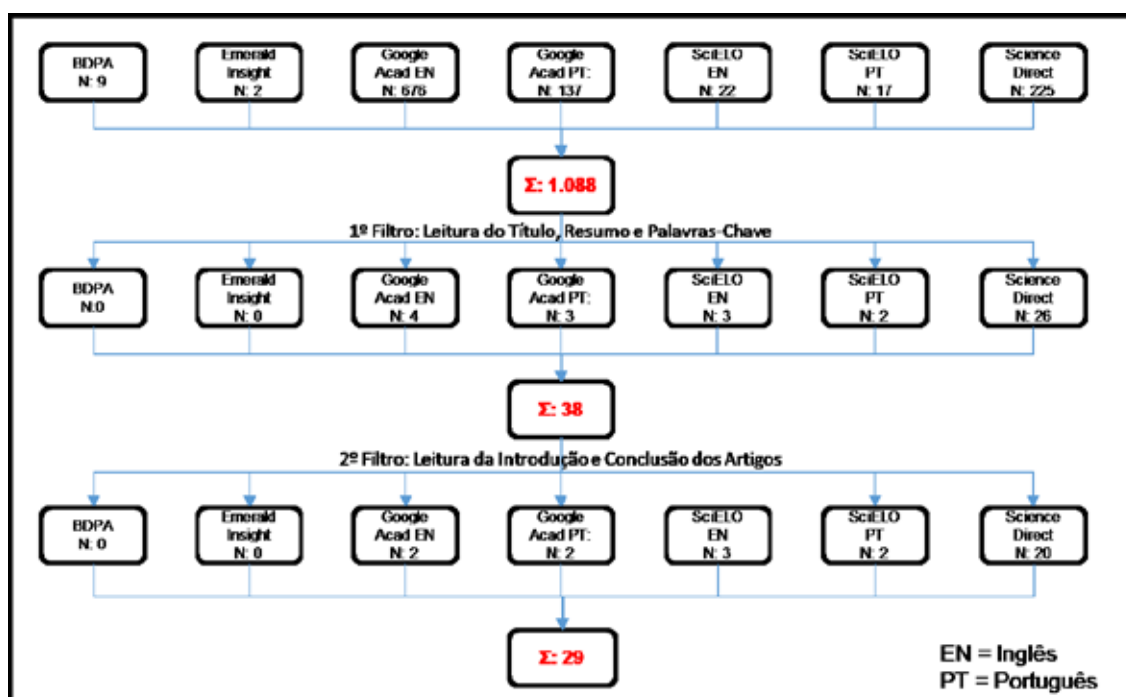 BDPA
N: 9
Emerald
Insight
N: 2
Google
Acad EN
N: 676
Google
Acad PT:
N: 137
SciELO
EN
N: 22
SciELO
PT
N: 17
Science
Direct
N: 225
Σ: 1.088
1º Filtro: Leitura do Título, Resumo e Palavras-Chave
BDPA
N:0
Emerald
Insight
N: 0
Google
Acad EN
N: 4
Google
Acad PT:
N: 3
SciELO
EN
N: 3
SciELO
PT
N: 2
Science
Direct
N: 26
Σ: 38
2º Filtro: Leitura da Introdução e Conclusão dos Artigos
BDPA
N: 0
Emerald
Insight
N: 0
Google
Acad EN
N: 2
Google
Acad PT:
N: 2
SciELO
EN
N: 3
SciELO
PT
N: 2
Science
Direct
N: 20
Σ: 29
EN = Inglês
PT = Português